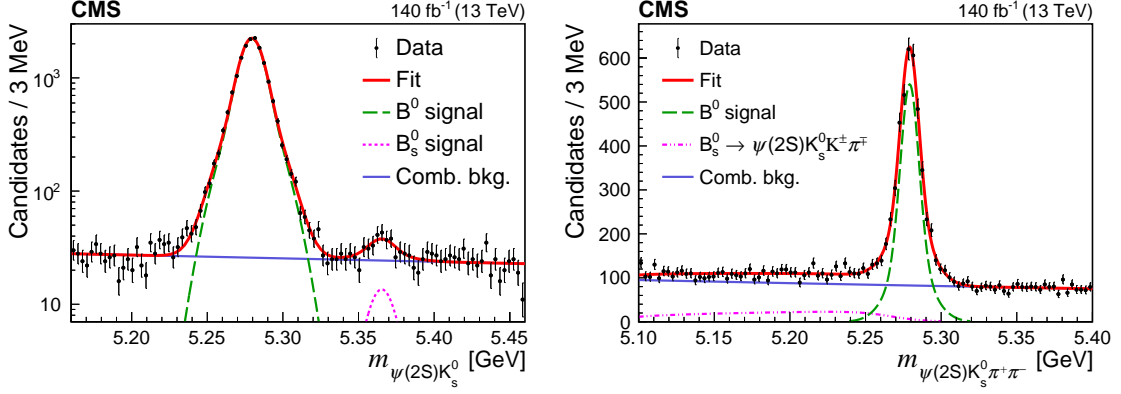 CMS 140 fb⁻¹ (13 TeV)
Candidates / 3 MeV
10³
10²
10
Data
Fit
B⁰ signal
B⁰ₛ signal
Comb. bkg.
5.20 5.25 5.30 5.35 5.40 5.45
m_ψ(2S)K⁰ₛ [GeV]
CMS 140 fb⁻¹ (13 TeV)
Candidates / 3 MeV
600
500
400
300
200
100
0
Data
Fit
B⁰ signal
B⁰ₛ → ψ(2S)K⁰ₛK±π∓
Comb. bkg.
5.10 5.15 5.20 5.25 5.30 5.35 5.40
m_ψ(2S)K⁰ₛπ⁺π⁻ [GeV]